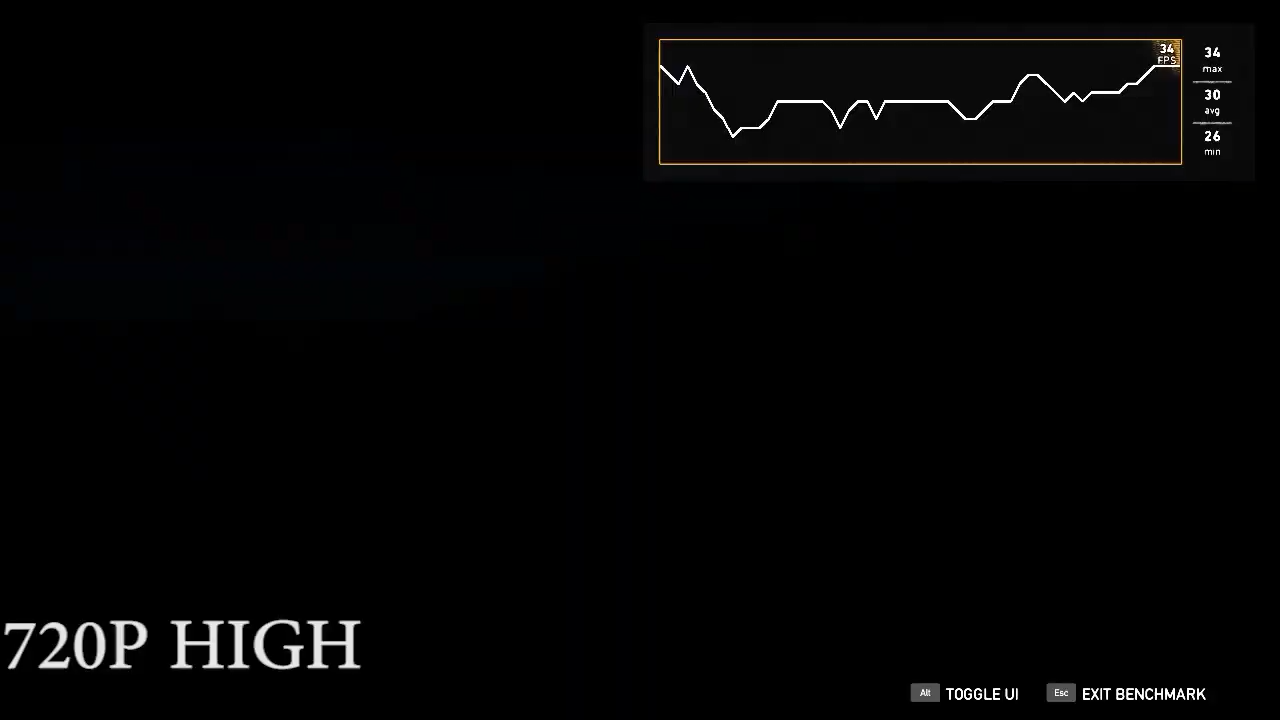 34
FPS
34
max
30
avg
26
min
720P HIGH
Alt TOGGLE UI Esc EXIT BENCHMARK